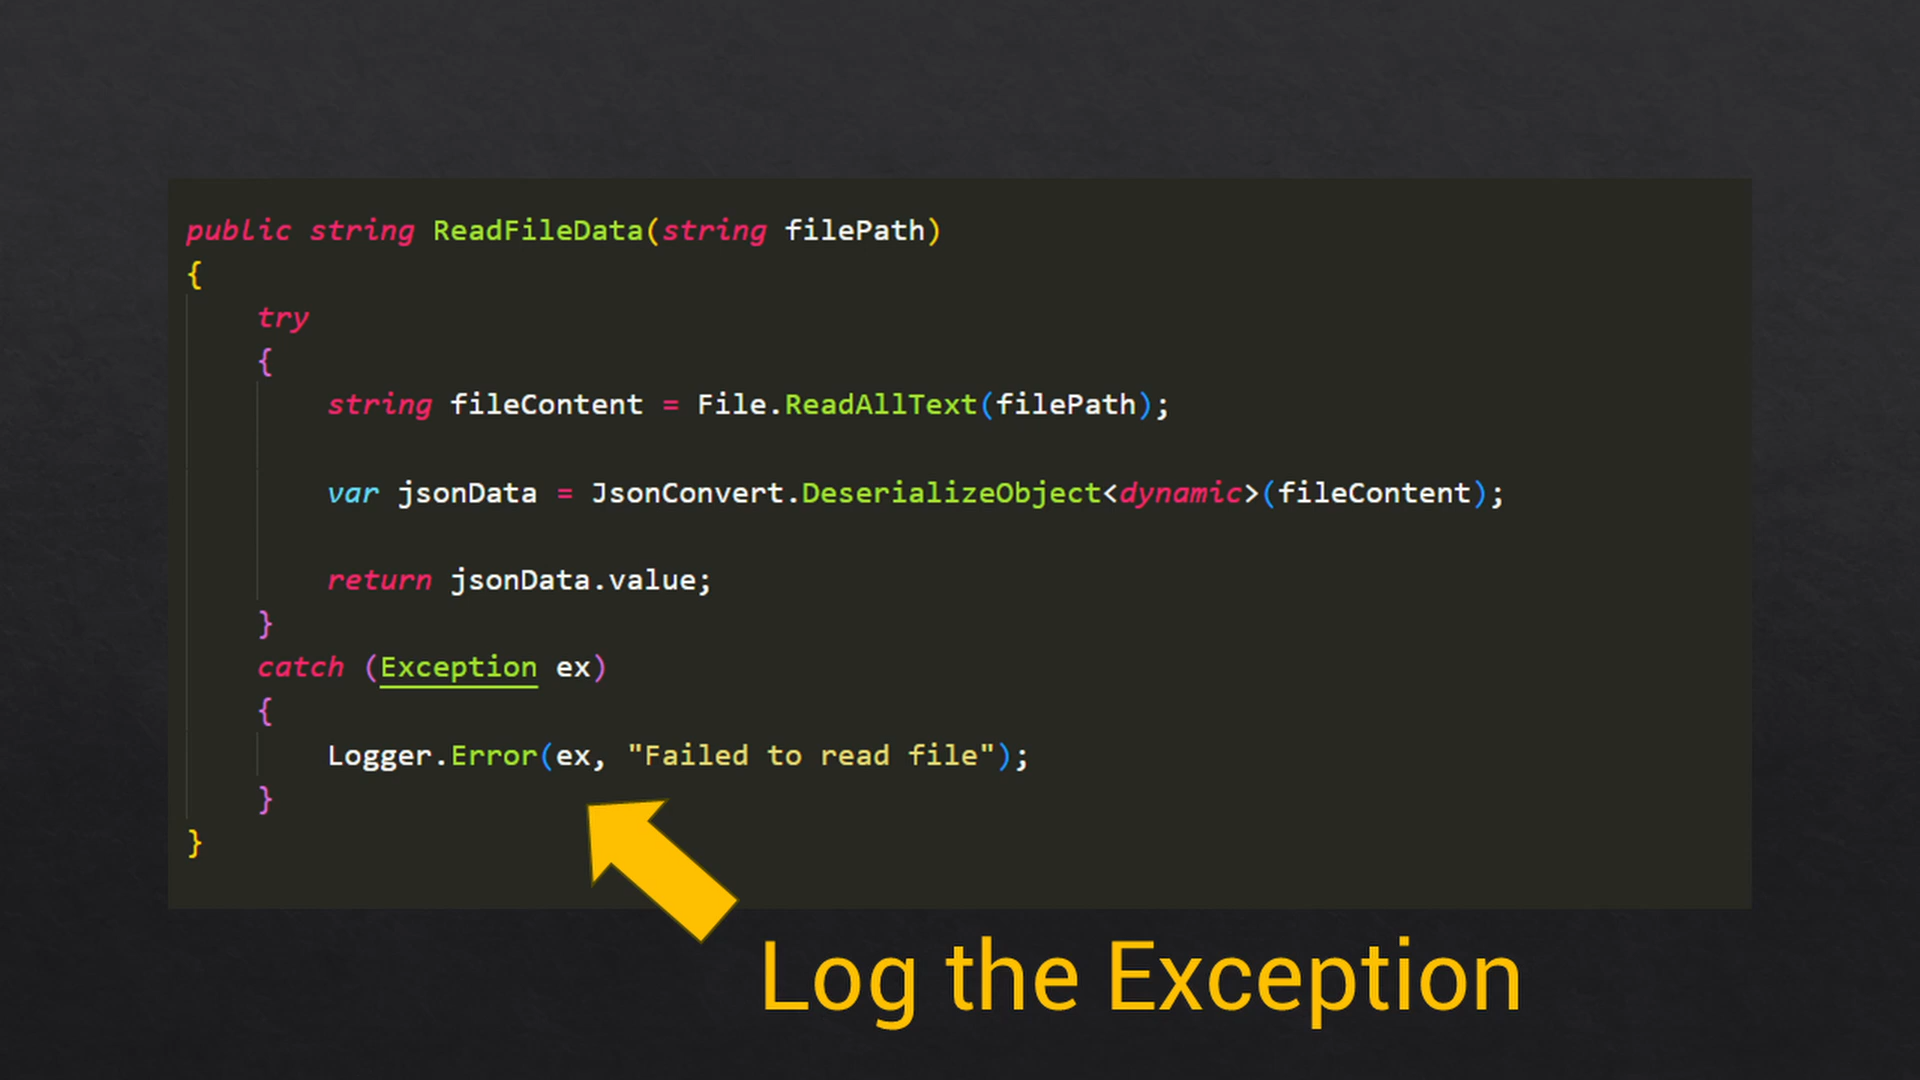 public string ReadFileData(string filePath)
{
    try
    {
        string fileContent = File.ReadAllText(filePath);
        var jsonData = JsonConvert.DeserializeObject<dynamic>(fileContent);
        return jsonData.value;
    }
    catch (Exception ex)
    {
        Logger.Error(ex, "Failed to read file");
    }
}
Log the Exception